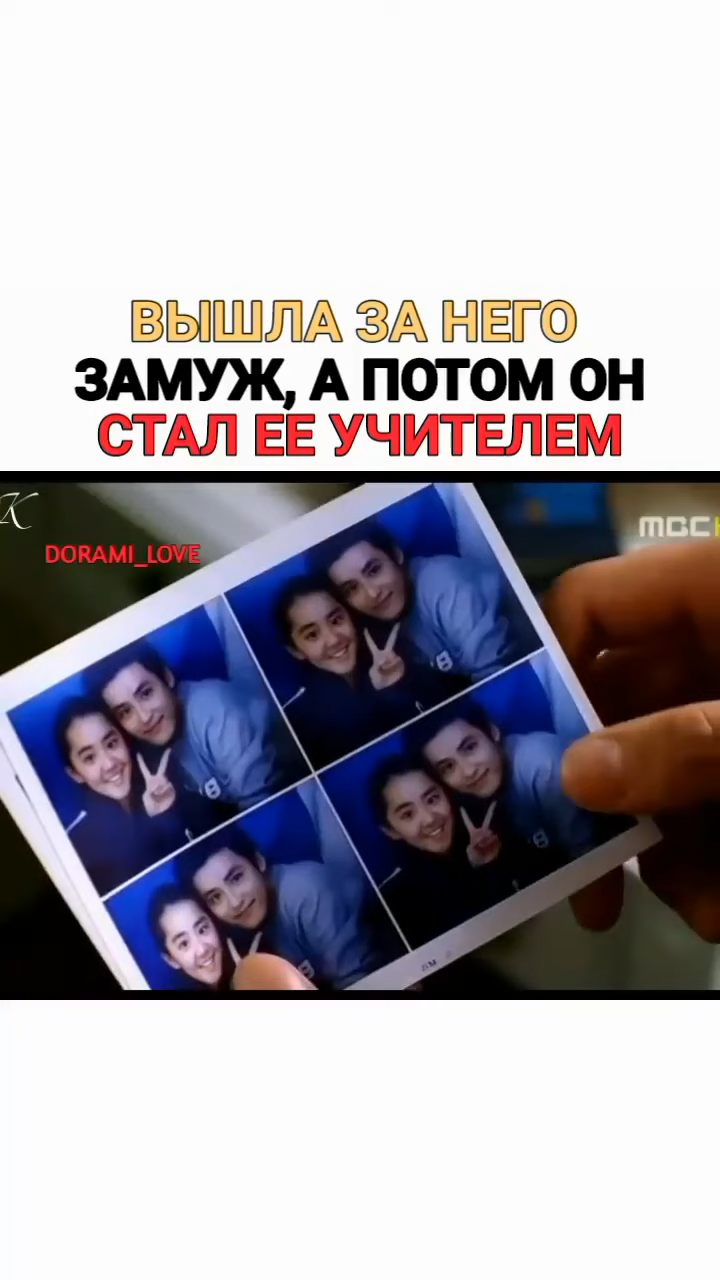 ВЫШЛА ЗА НЕГО
ЗАМУЖ, А ПОТОМ ОН
СТАЛ ЕЕ УЧИТЕЛЕМ
K
MBC
DORAMI_LOVE